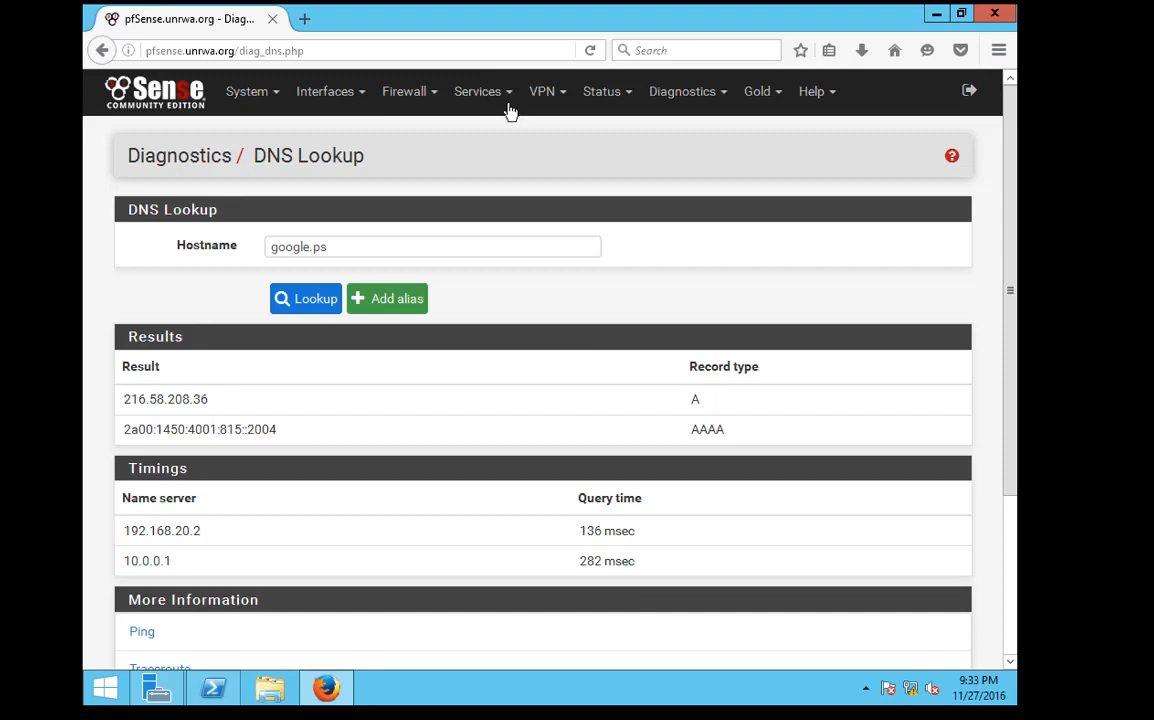 pfSense.unrwa.org - Diag...
pfsense.unrwa.org/diag_dns.php
Search
Sense
COMMUNITY EDITION
System Interfaces Firewall Services VPN Status Diagnostics Gold Help
Diagnostics / DNS Lookup
DNS Lookup
Hostname google.ps
Lookup Add alias
Results
Result Record type
216.58.208.36 A
2a00:1450:4001:815::2004 AAAA
Timings
Name server Query time
192.168.20.2 136 msec
10.0.0.1 282 msec
More Information
Ping
Traceroute
9:33 PM
11/27/2016